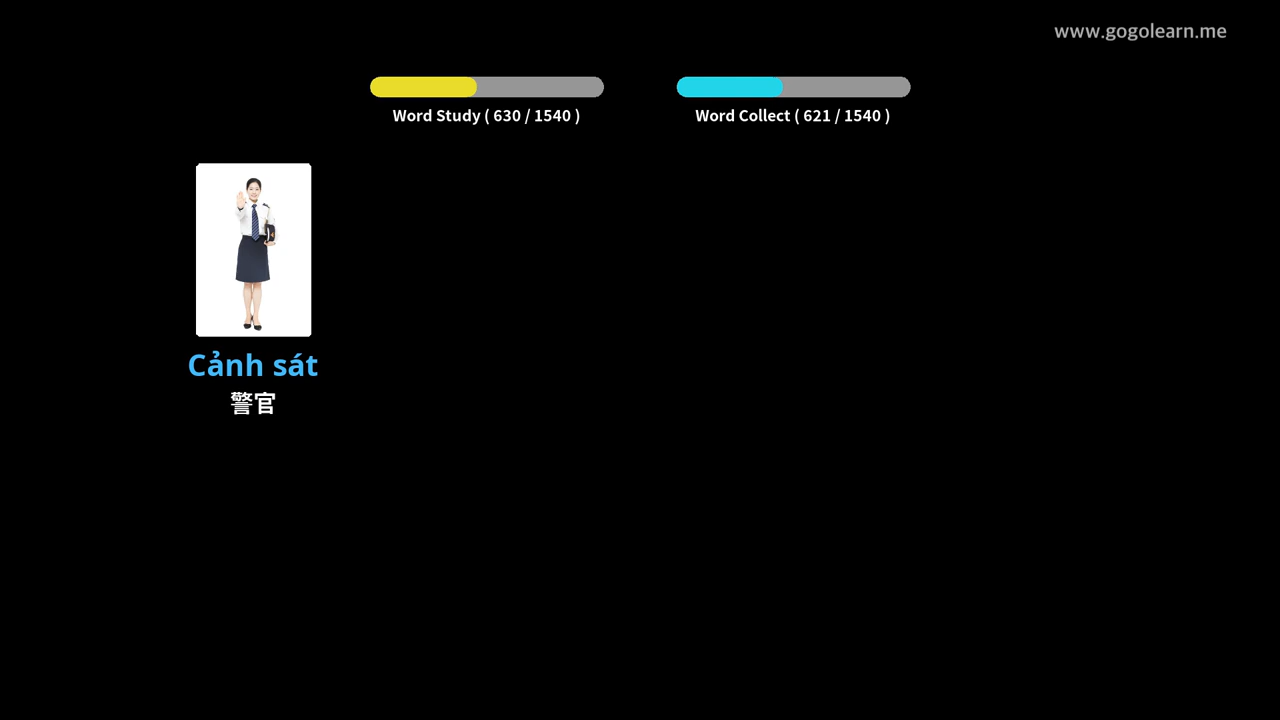 www.gogolearn.me
Word Study ( 630 / 1540 )
Word Collect ( 621 / 1540 )
Cảnh sát
警官